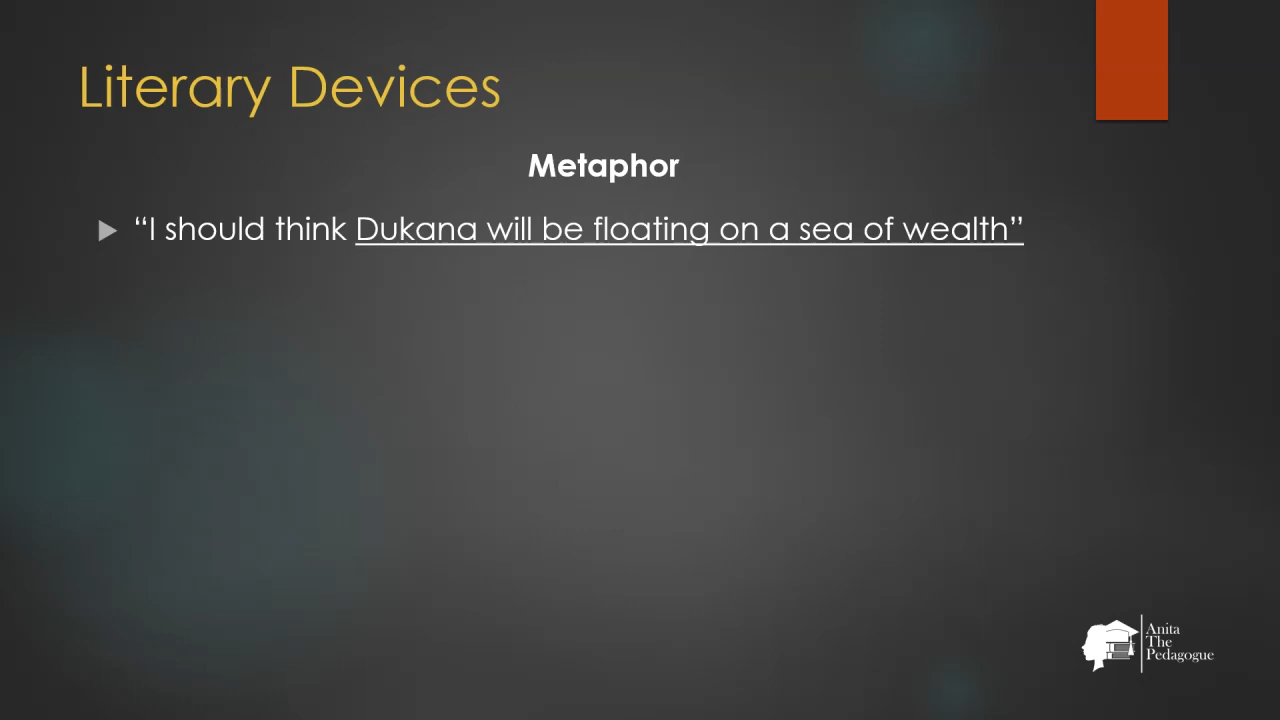 Literary Devices
Metaphor
“I should think Dukana will be floating on a sea of wealth”
Anita
The
Pedagogue